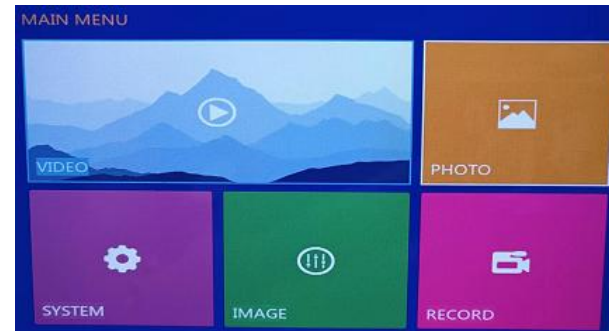 MAIN MENU
VIDEO
PHOTO
SYSTEM
IMAGE
RECORD